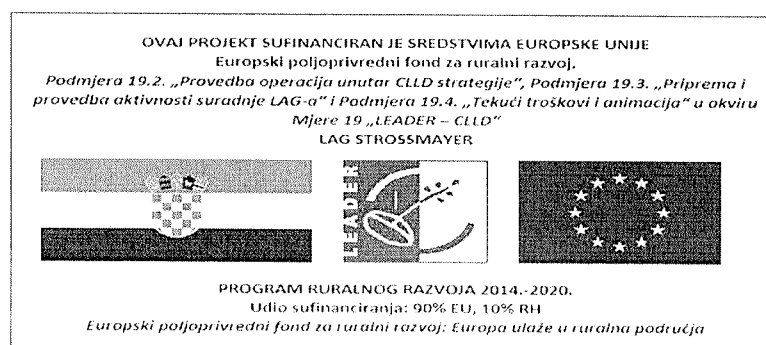 OVAJ PROJEKT SUFINANCIRAN JE SREDSTVIMA EUROPSKE UNIJE
Europski poljoprivredni fond za ruralni razvoj.
Podmjera 19.2. „Provedba operacija unutar CLLD strategije", Podmjera 19.3. „Priprema i
provedba aktivnosti suradnje LAG-a" i Podmjera 19.4. „Tekući troškovi i animacija" u okviru
Mjere 19 „LEADER – CLLD"
LAG STROSSMAYER
LEADER
PROGRAM RURALNOG RAZVOJA 2014.-2020.
Udio sufinanciranja: 90% EU, 10% RH
Europski poljoprivredni fond za ruralni razvoj: Europa ulaže u ruralna područja